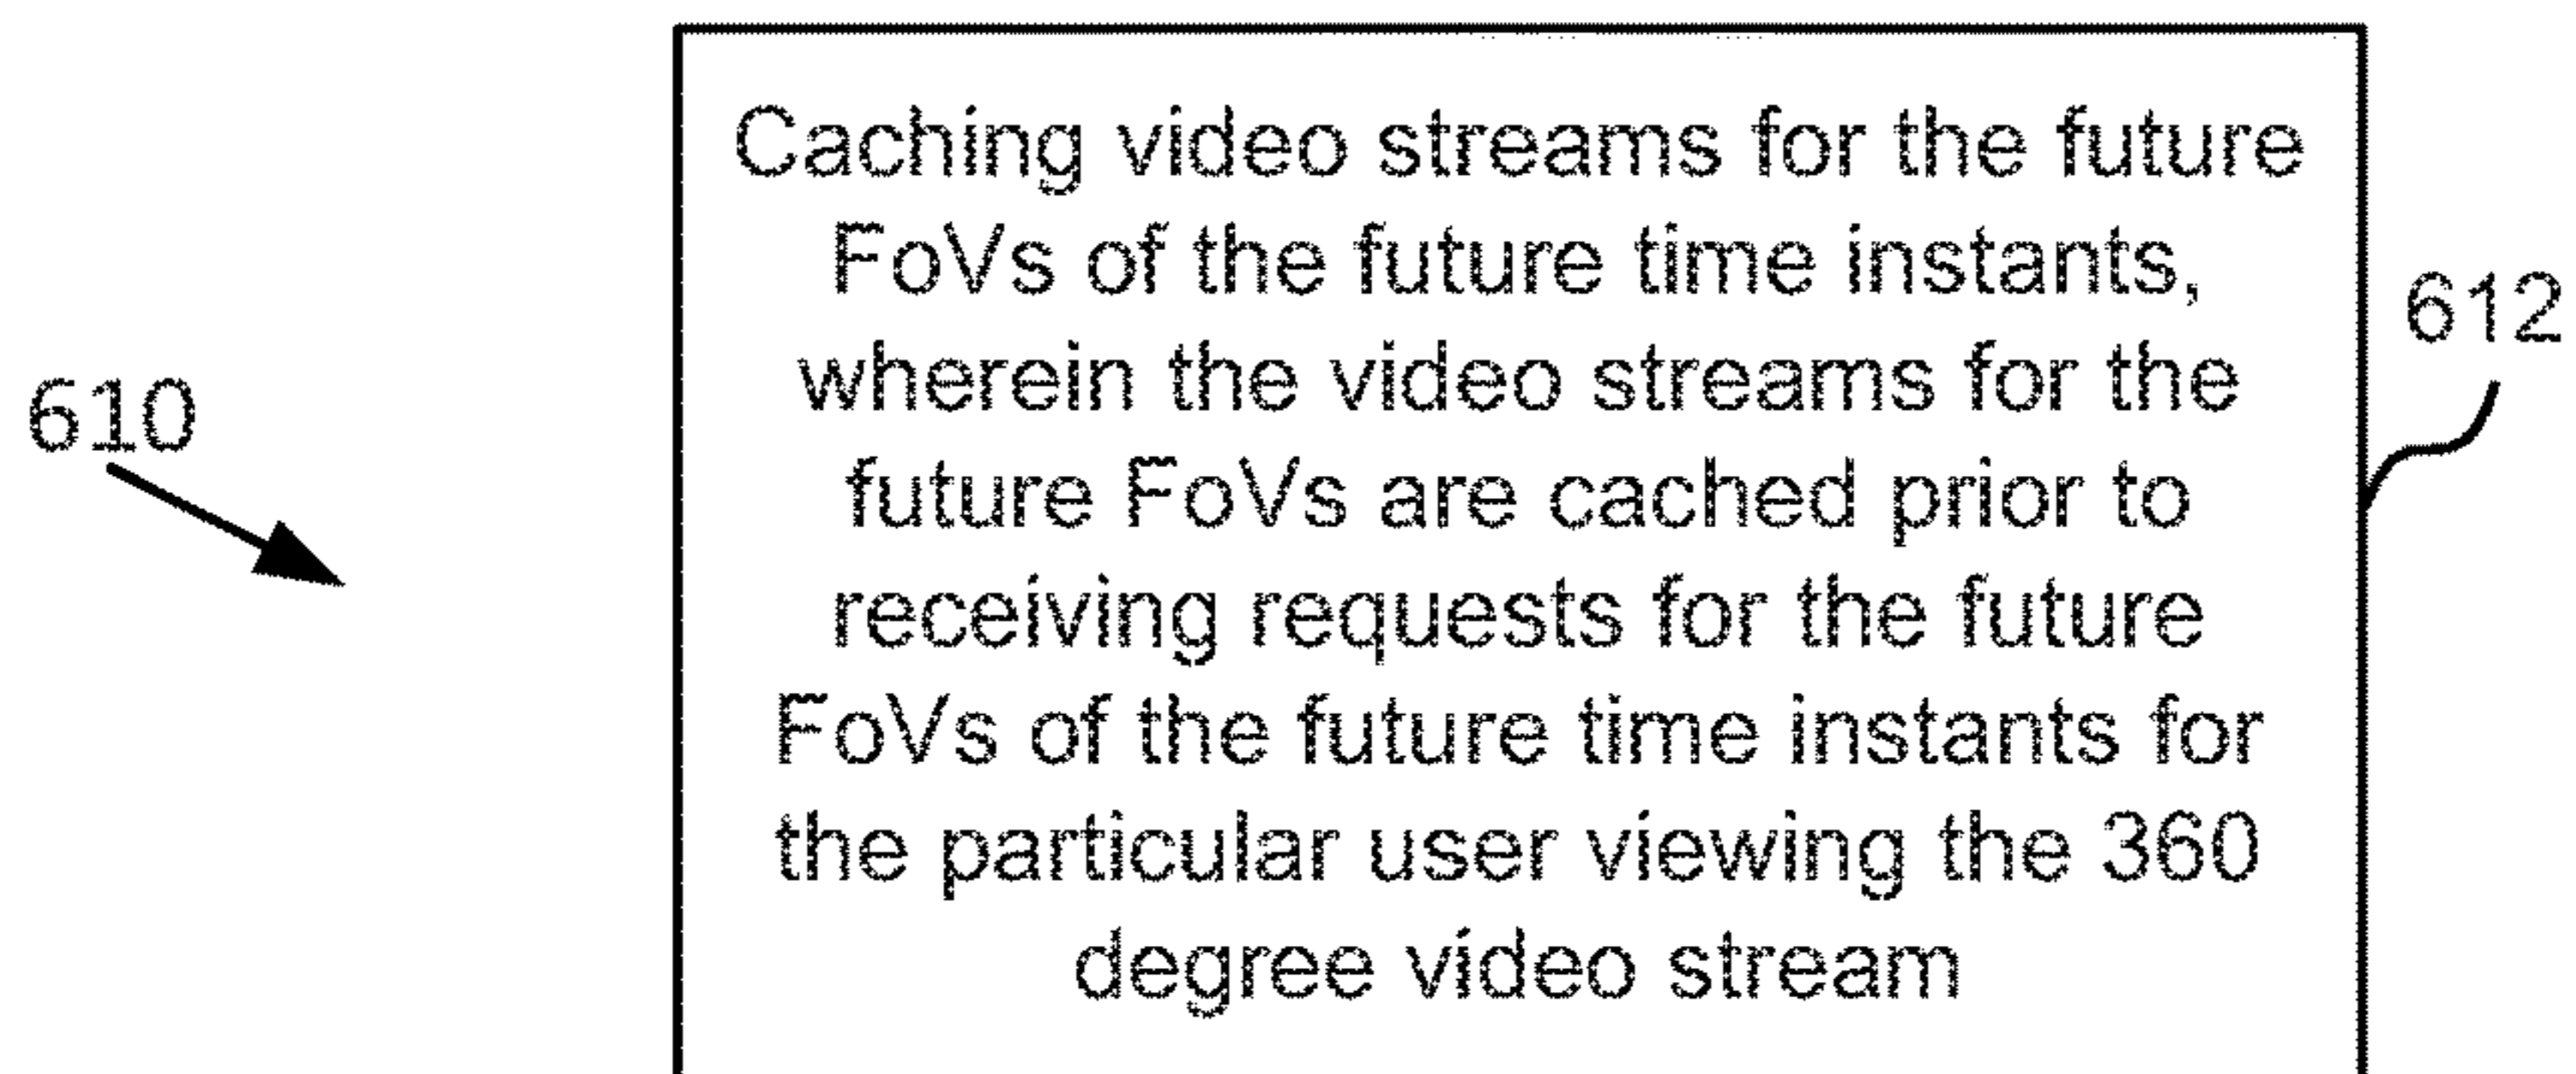 Caching video streams for the future
FoVs of the future time instants,
wherein the video streams for the
future FoVs are cached prior to
receiving requests for the future
FoVs of the future time instants for
the particular user viewing the 360
degree video stream
612
610